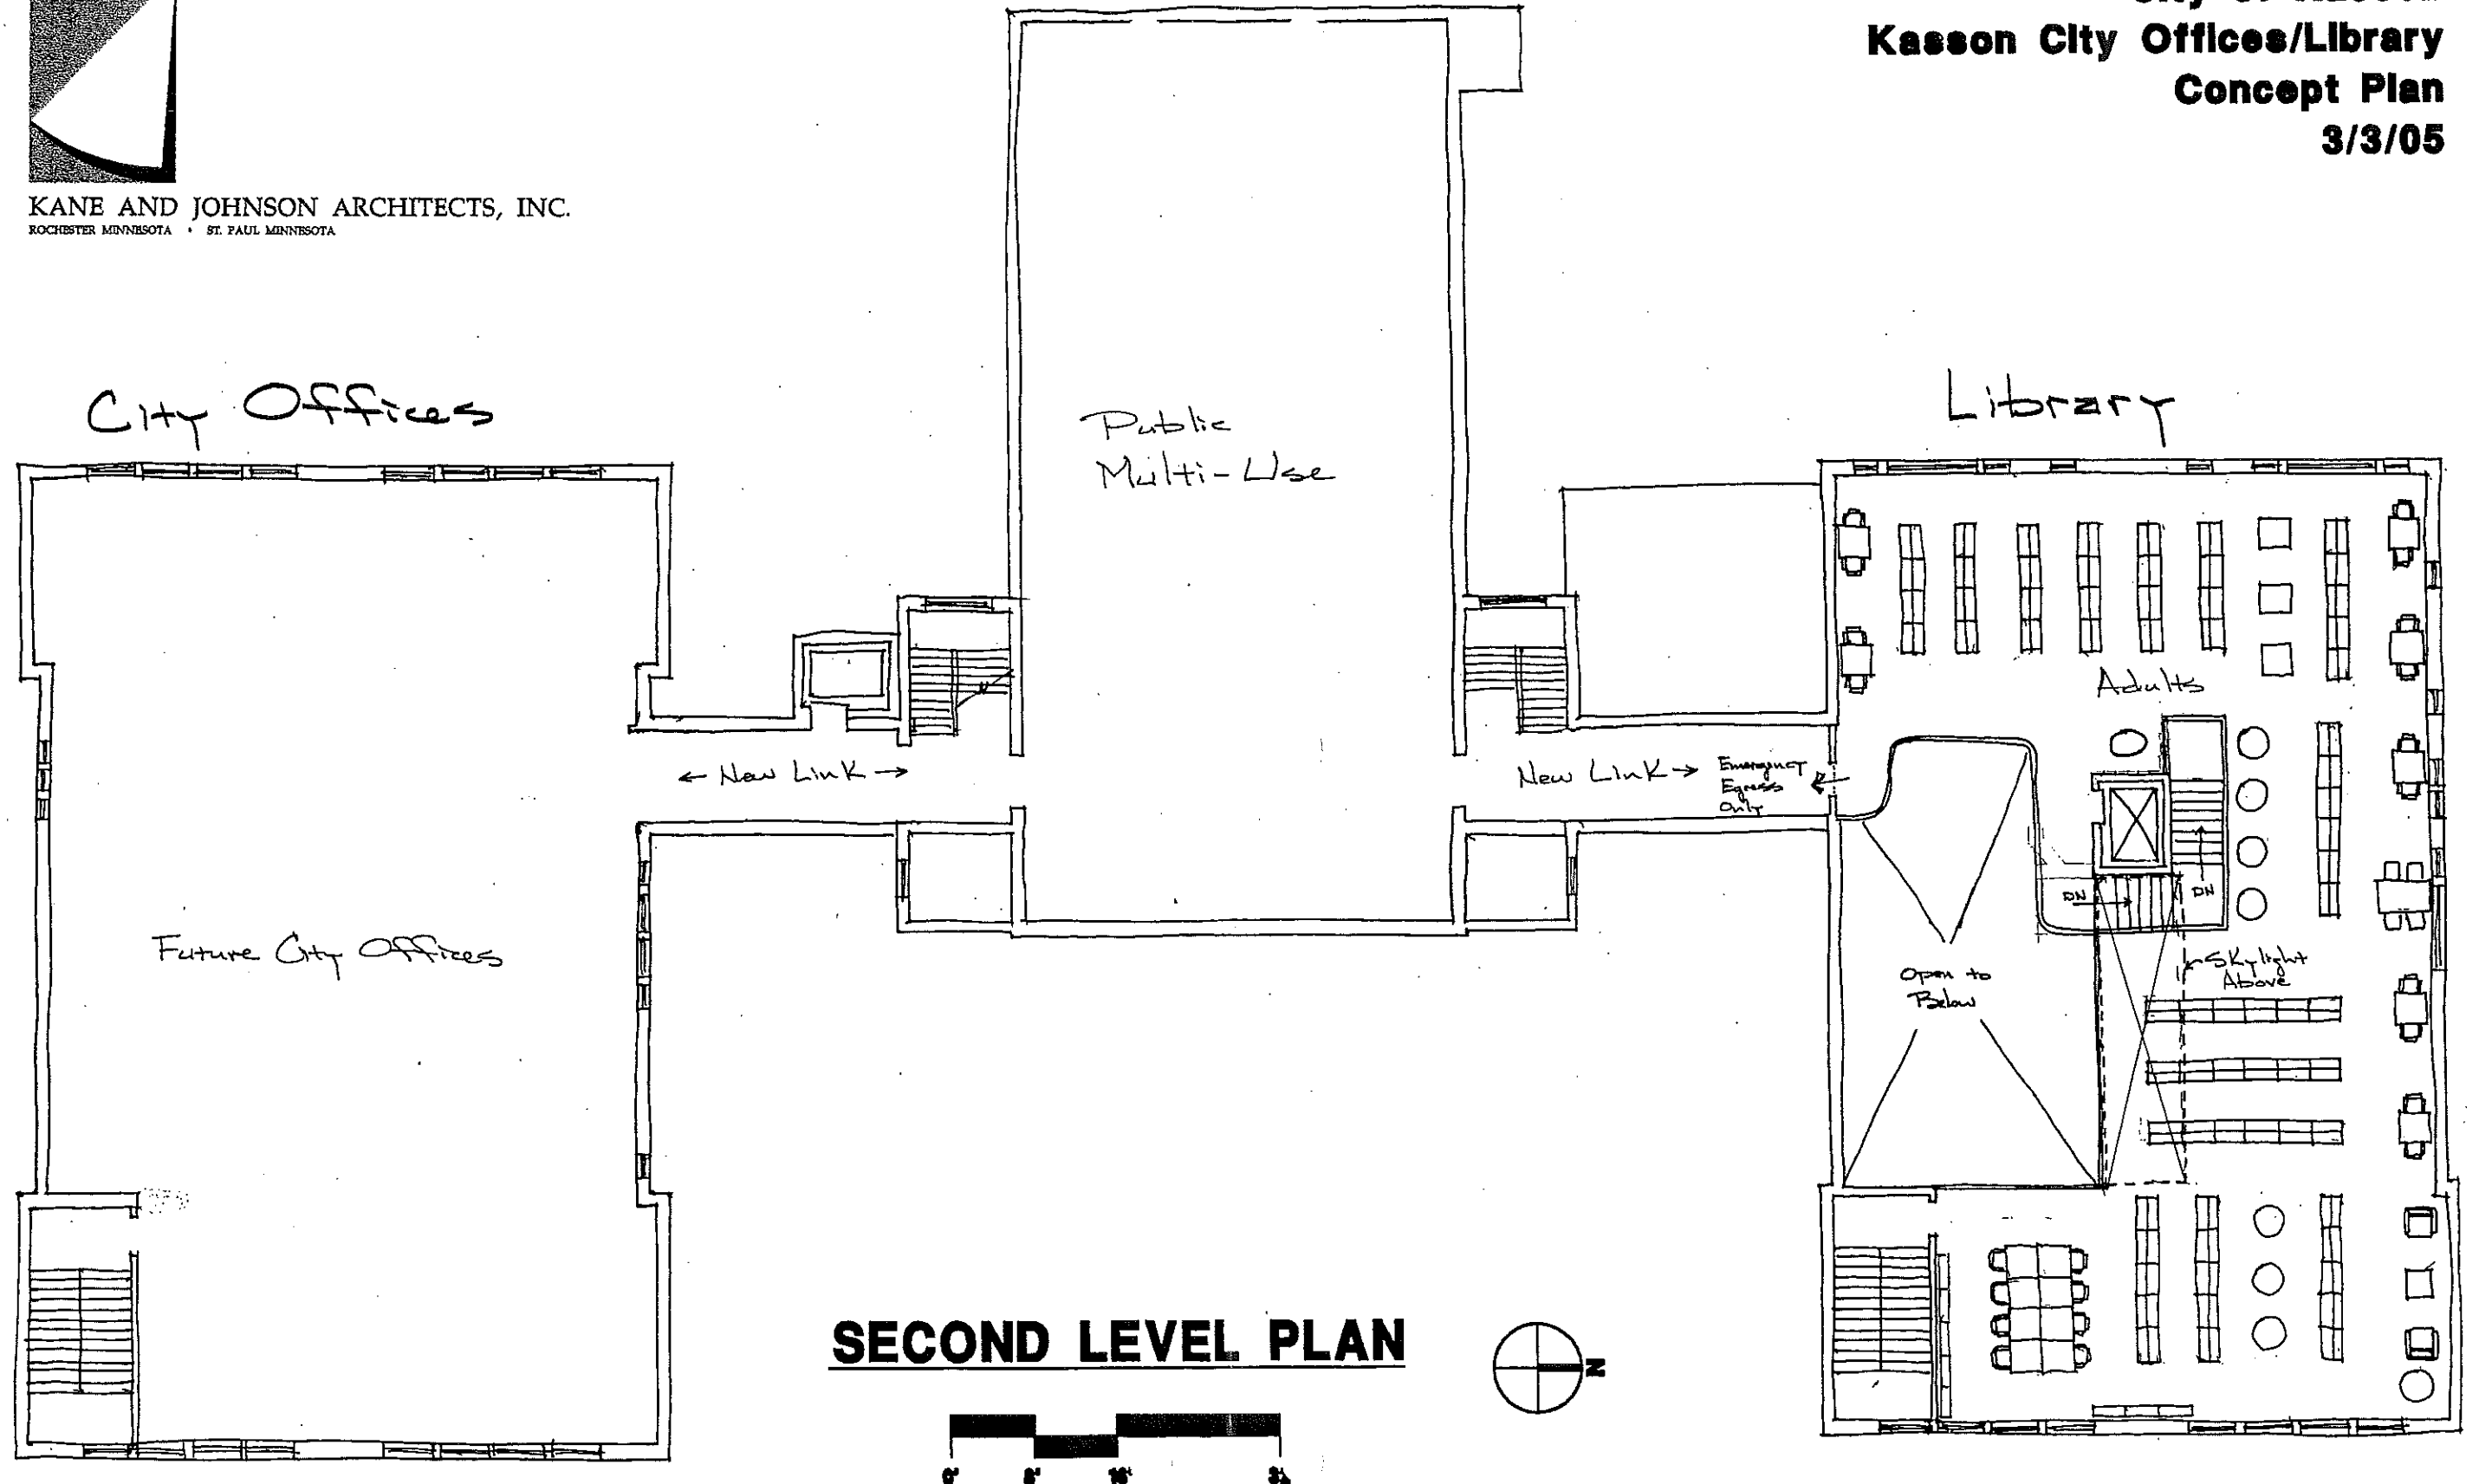 Kasson City Offices/Library
Concept Plan
3/3/05
KANE AND JOHNSON ARCHITECTS, INC.
ROCHESTER MINNESOTA • ST. PAUL MINNESOTA
City Offices
Public
Multi-Use
Library
Adults
← New Link →
New Link →
Emergency
Egress
Only
DN
DN
Future City Offices
Open to
Below
Skylight
Above
SECOND LEVEL PLAN
N
0' 8' 16'